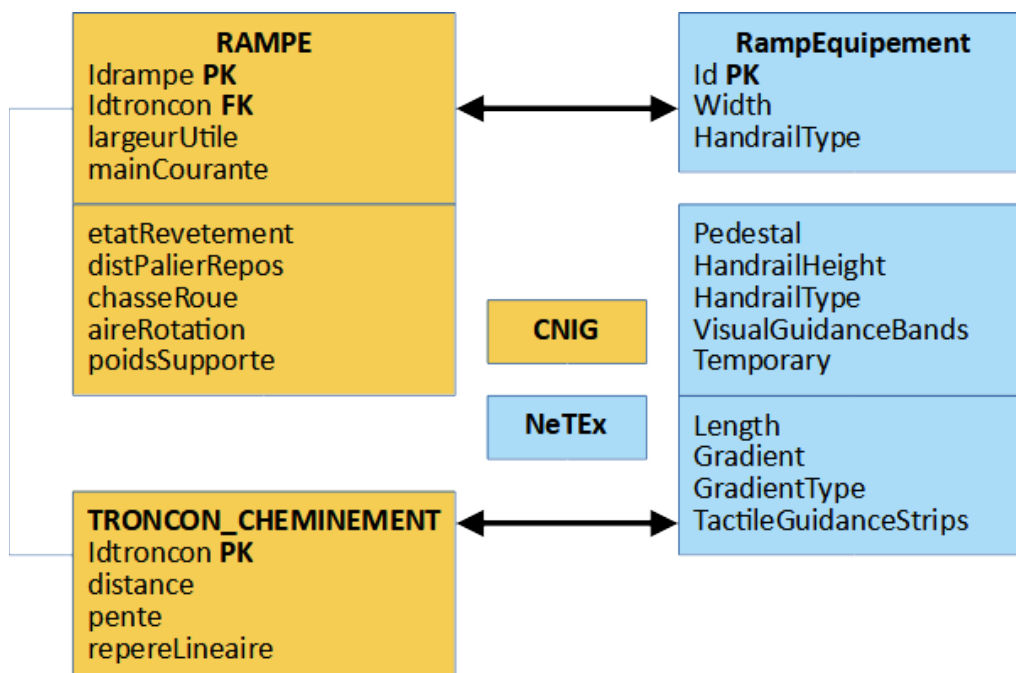 RAMPE
Idrampe PK
Idtroncon FK
largeurUtile
mainCourante
etatRevetement
distPalierRepos
chasseRoue
aireRotation
poidsSupporte
TRONCON_CHEMINEMENT
Idtroncon PK
distance
pente
repereLineaire
CNIG
NeTEx
RampEquipement
Id PK
Width
HandrailType
Pedestal
HandrailHeight
HandrailType
VisualGuidanceBands
Temporary
Length
Gradient
GradientType
TactileGuidanceStrips